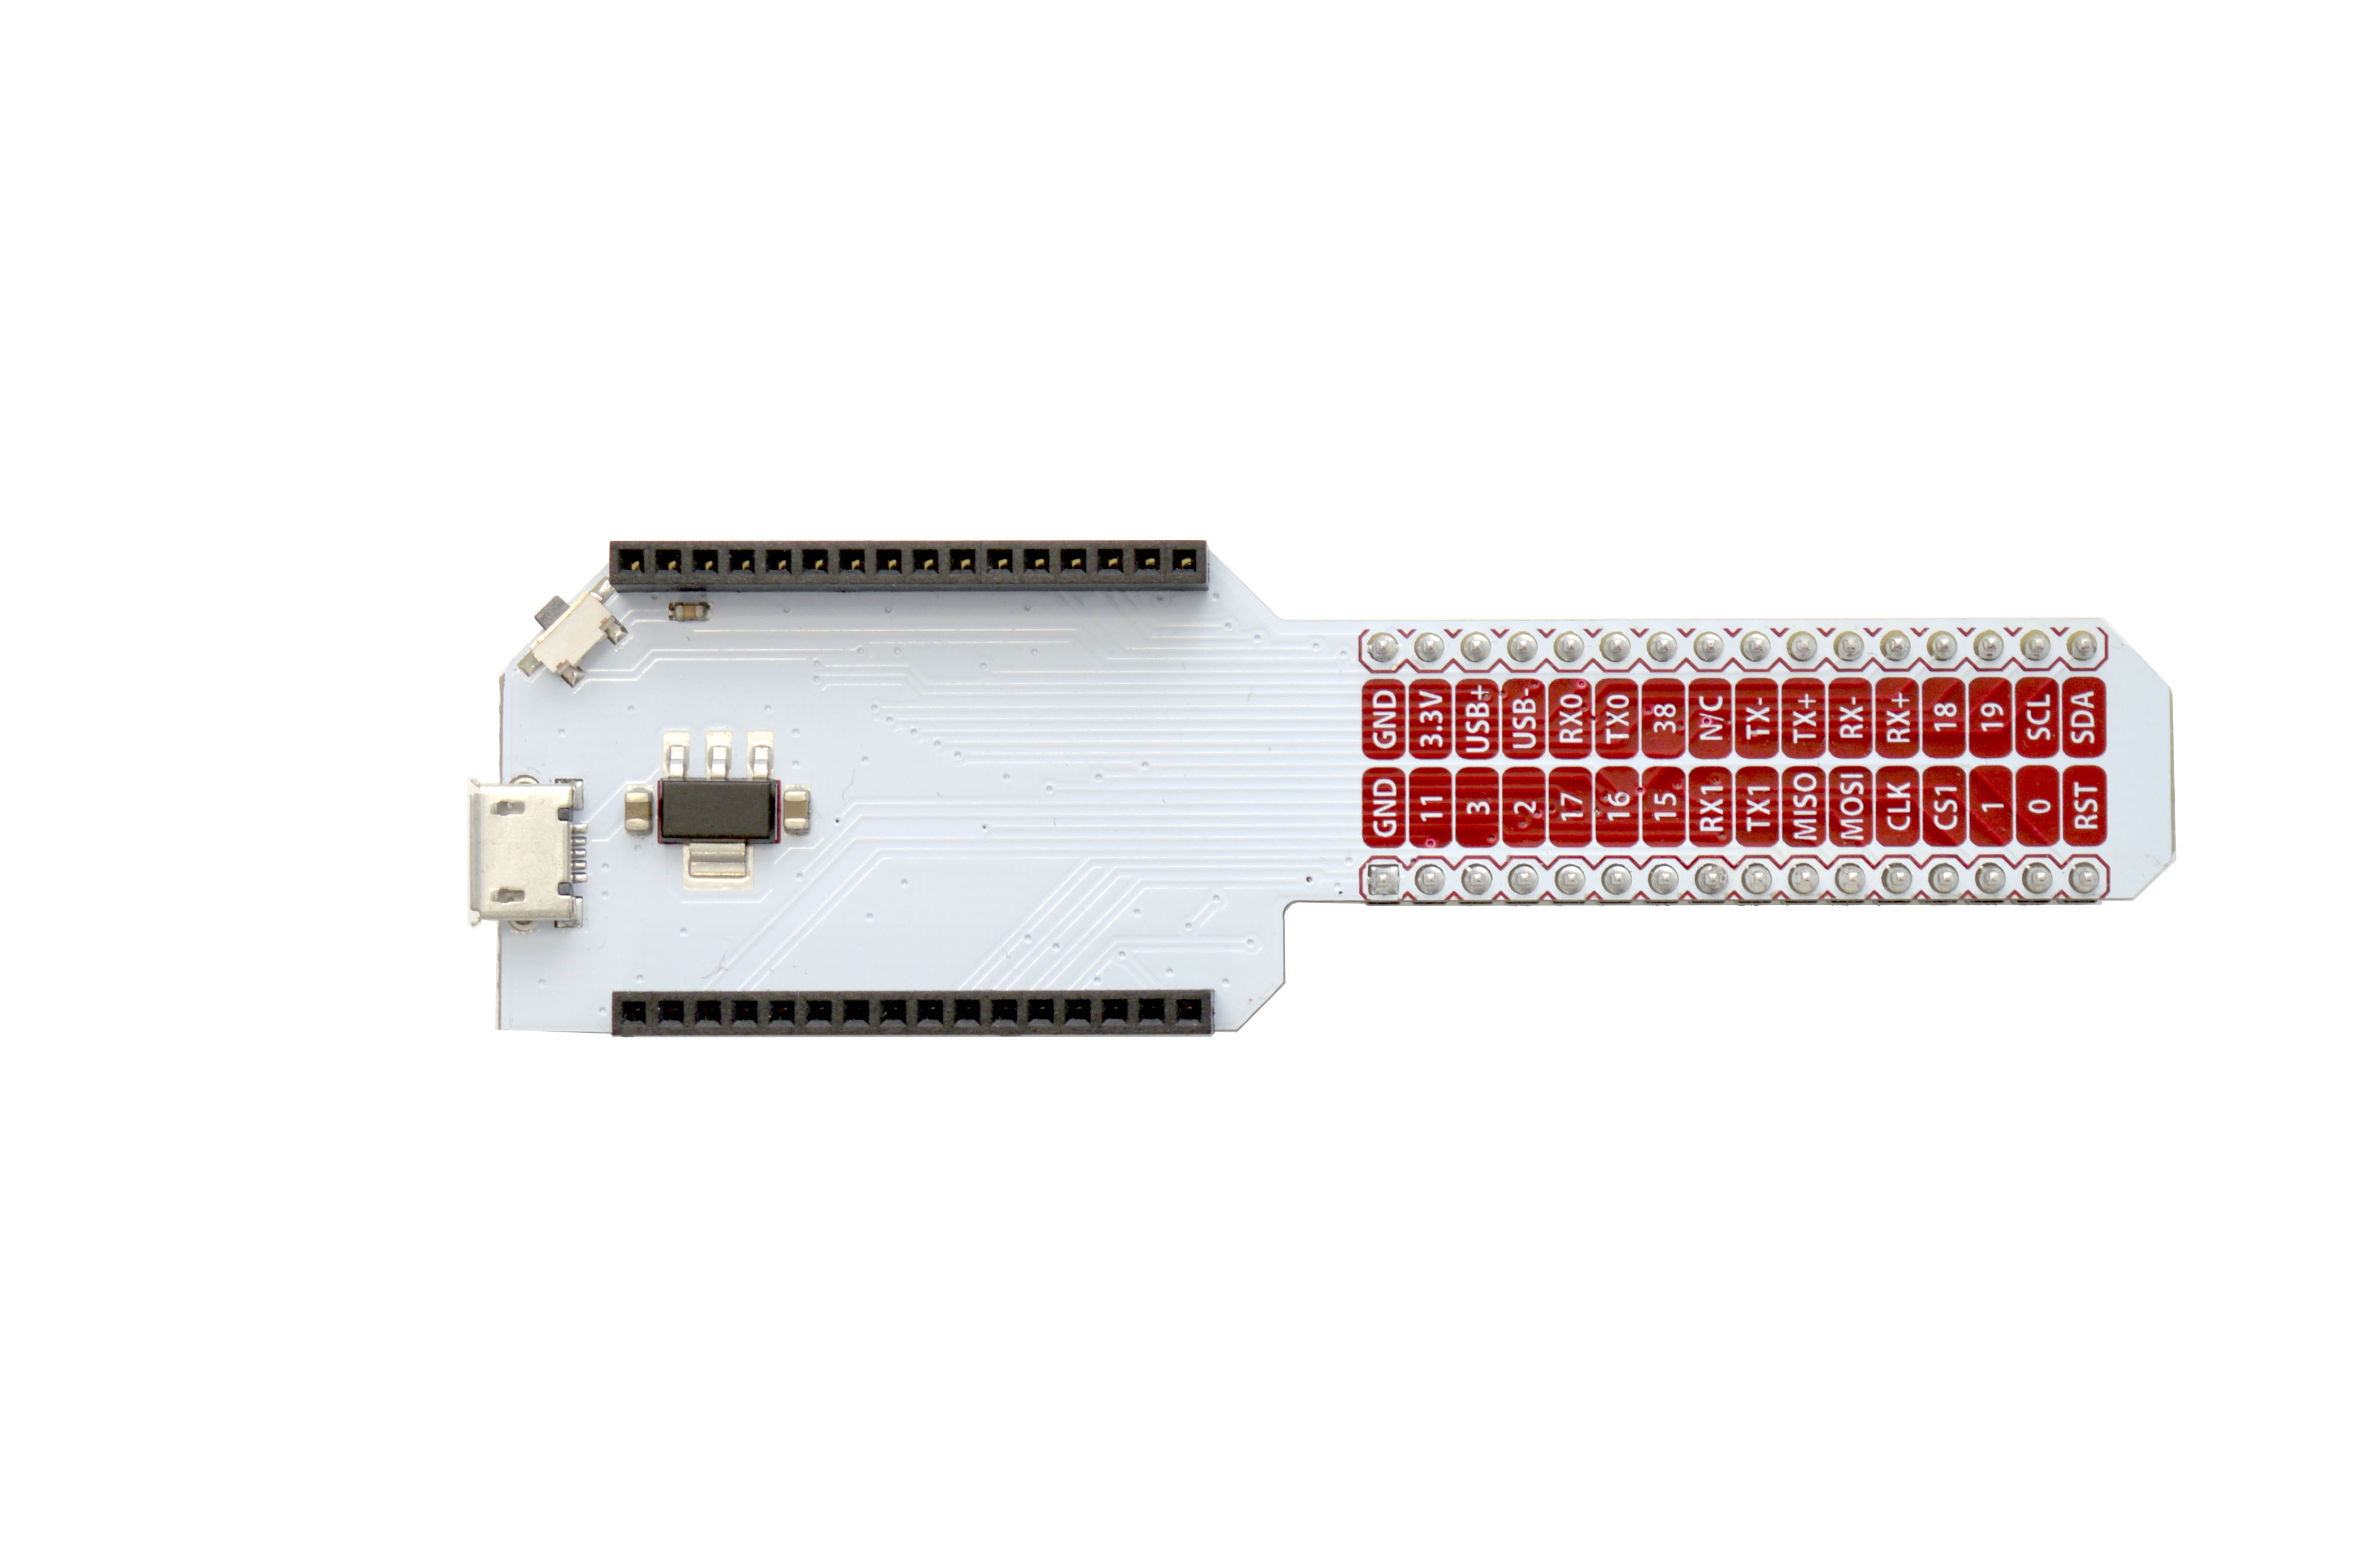 GND 3.3V USB+ USB- RX0 TX0 38 N/C TX- TX+ RX- RX+ 18 19 SCL SDA
GND 11 3 2 17 16 15 RX1 TX1 MISO MOSI CLK CS1 1 0 RST